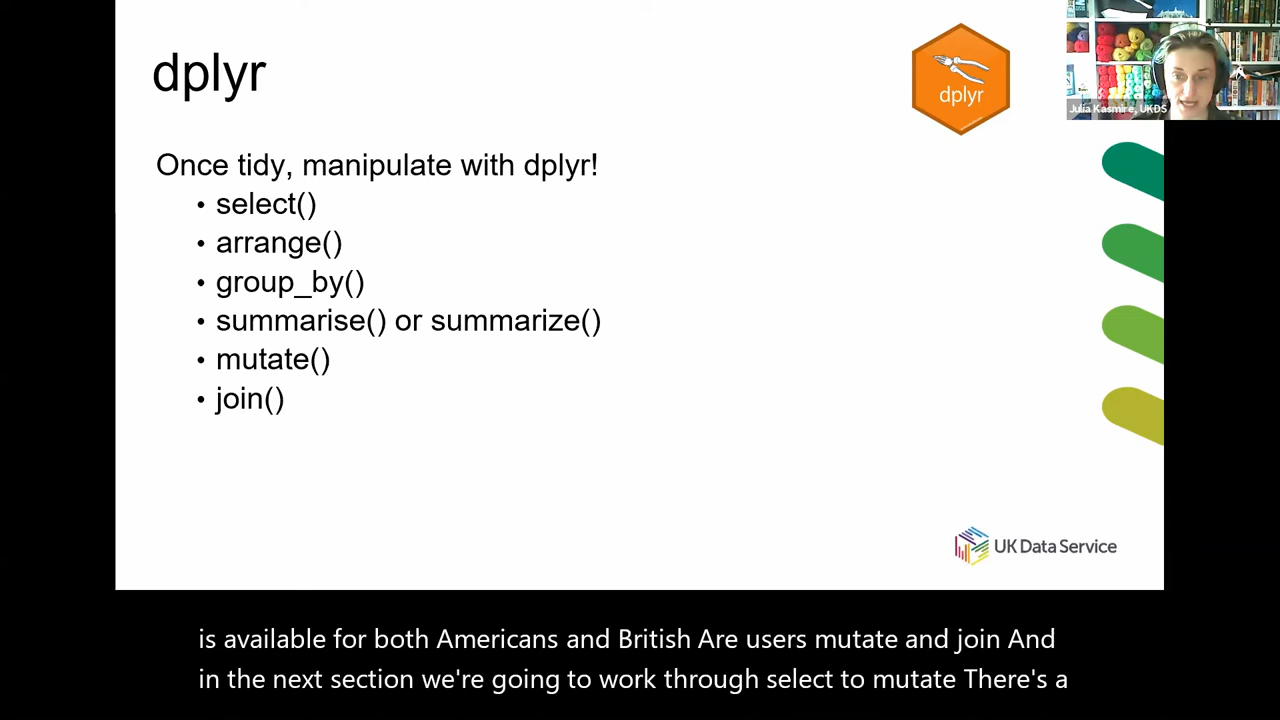 dplyr
dplyr
Julia Kasmire, UKDS
Once tidy, manipulate with dplyr!
• select()
• arrange()
• group_by()
• summarise() or summarize()
• mutate()
• join()
UK Data Service
is available for both Americans and British Are users mutate and join And
in the next section we're going to work through select to mutate There's a